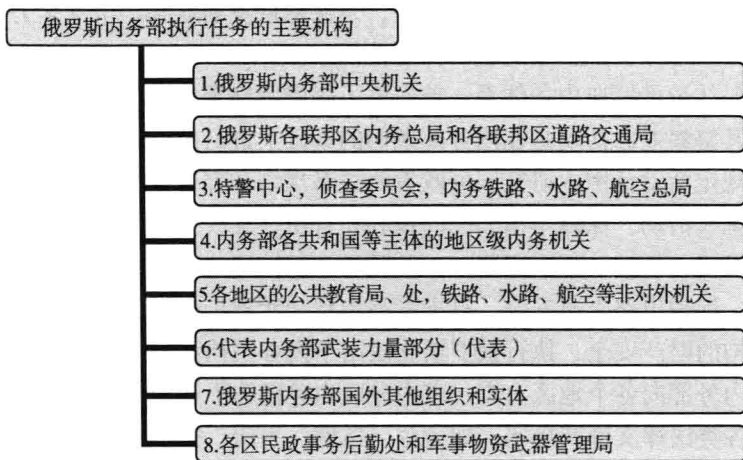 俄罗斯内务部执行任务的主要机构
1.俄罗斯内务部中央机关
2.俄罗斯各联邦区内务总局和各联邦区道路交通局
3.特警中心，侦查委员会，内务铁路、水路、航空总局
4.内务部各共和国等主体的地区级内务机关
5.各地区的公共教育局、处，铁路、水路、航空等非对外机关
6.代表内务部武装力量部分（代表）
7.俄罗斯内务部国外其他组织和实体
8.各区民政事务后勤处和军事物资武器管理局